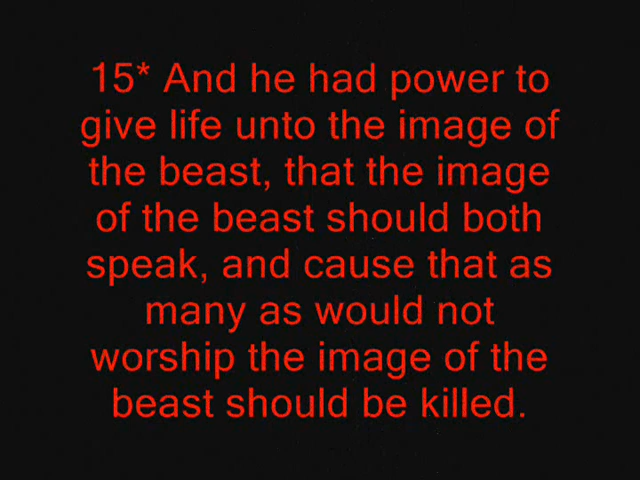 15* And he had power to
give life unto the image of
the beast, that the image
of the beast should both
speak, and cause that as
many as would not
worship the image of the
beast should be killed.